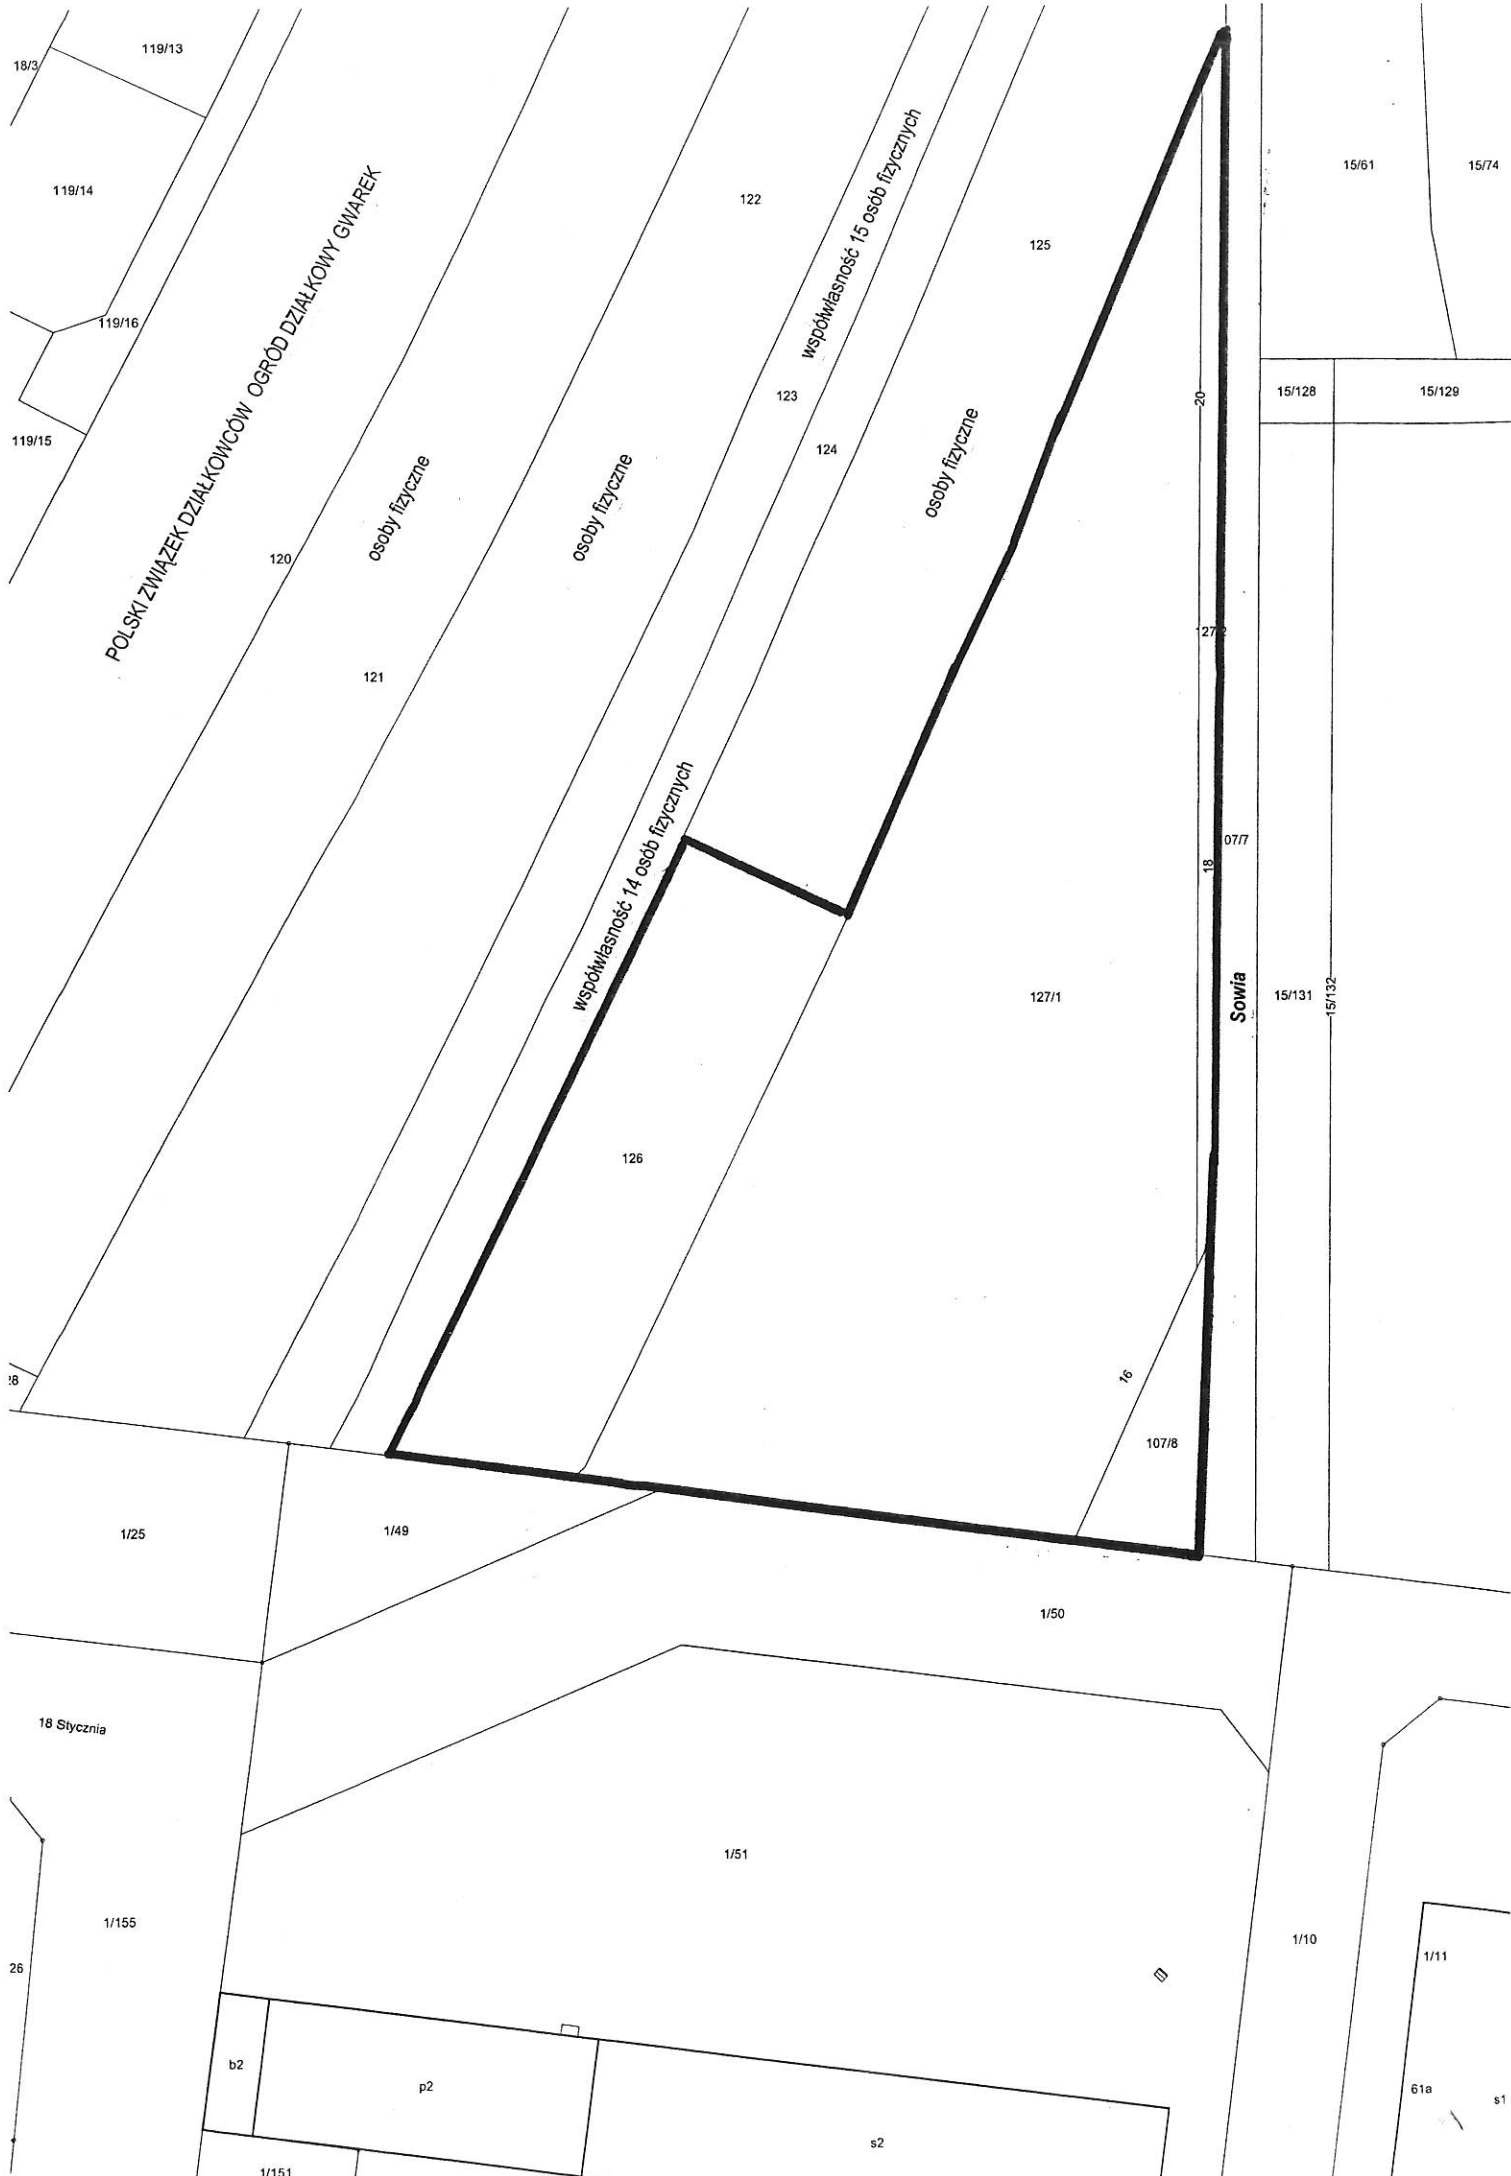 119/13
18/3
119/14
POLSKI ZWIĄZEK DZIAŁKOWCÓW OGRÓD DZIAŁKOWY GWAREK
122
współwłasność 15 osób fizycznych
125
15/61
15/74
119/16
119/15
123
124
osoby fizyczne
20
15/128
15/129
120
osoby fizyczne
osoby fizyczne
121
127/2
współwłasność 14 osób fizycznych
07/7
18
127/1
Sowia
15/131
15/132
126
28
16
107/8
1/25
1/49
1/50
18 Stycznia
1/51
1/155
1/10
1/11
26
b2
p2
s2
61a
s1
1/151